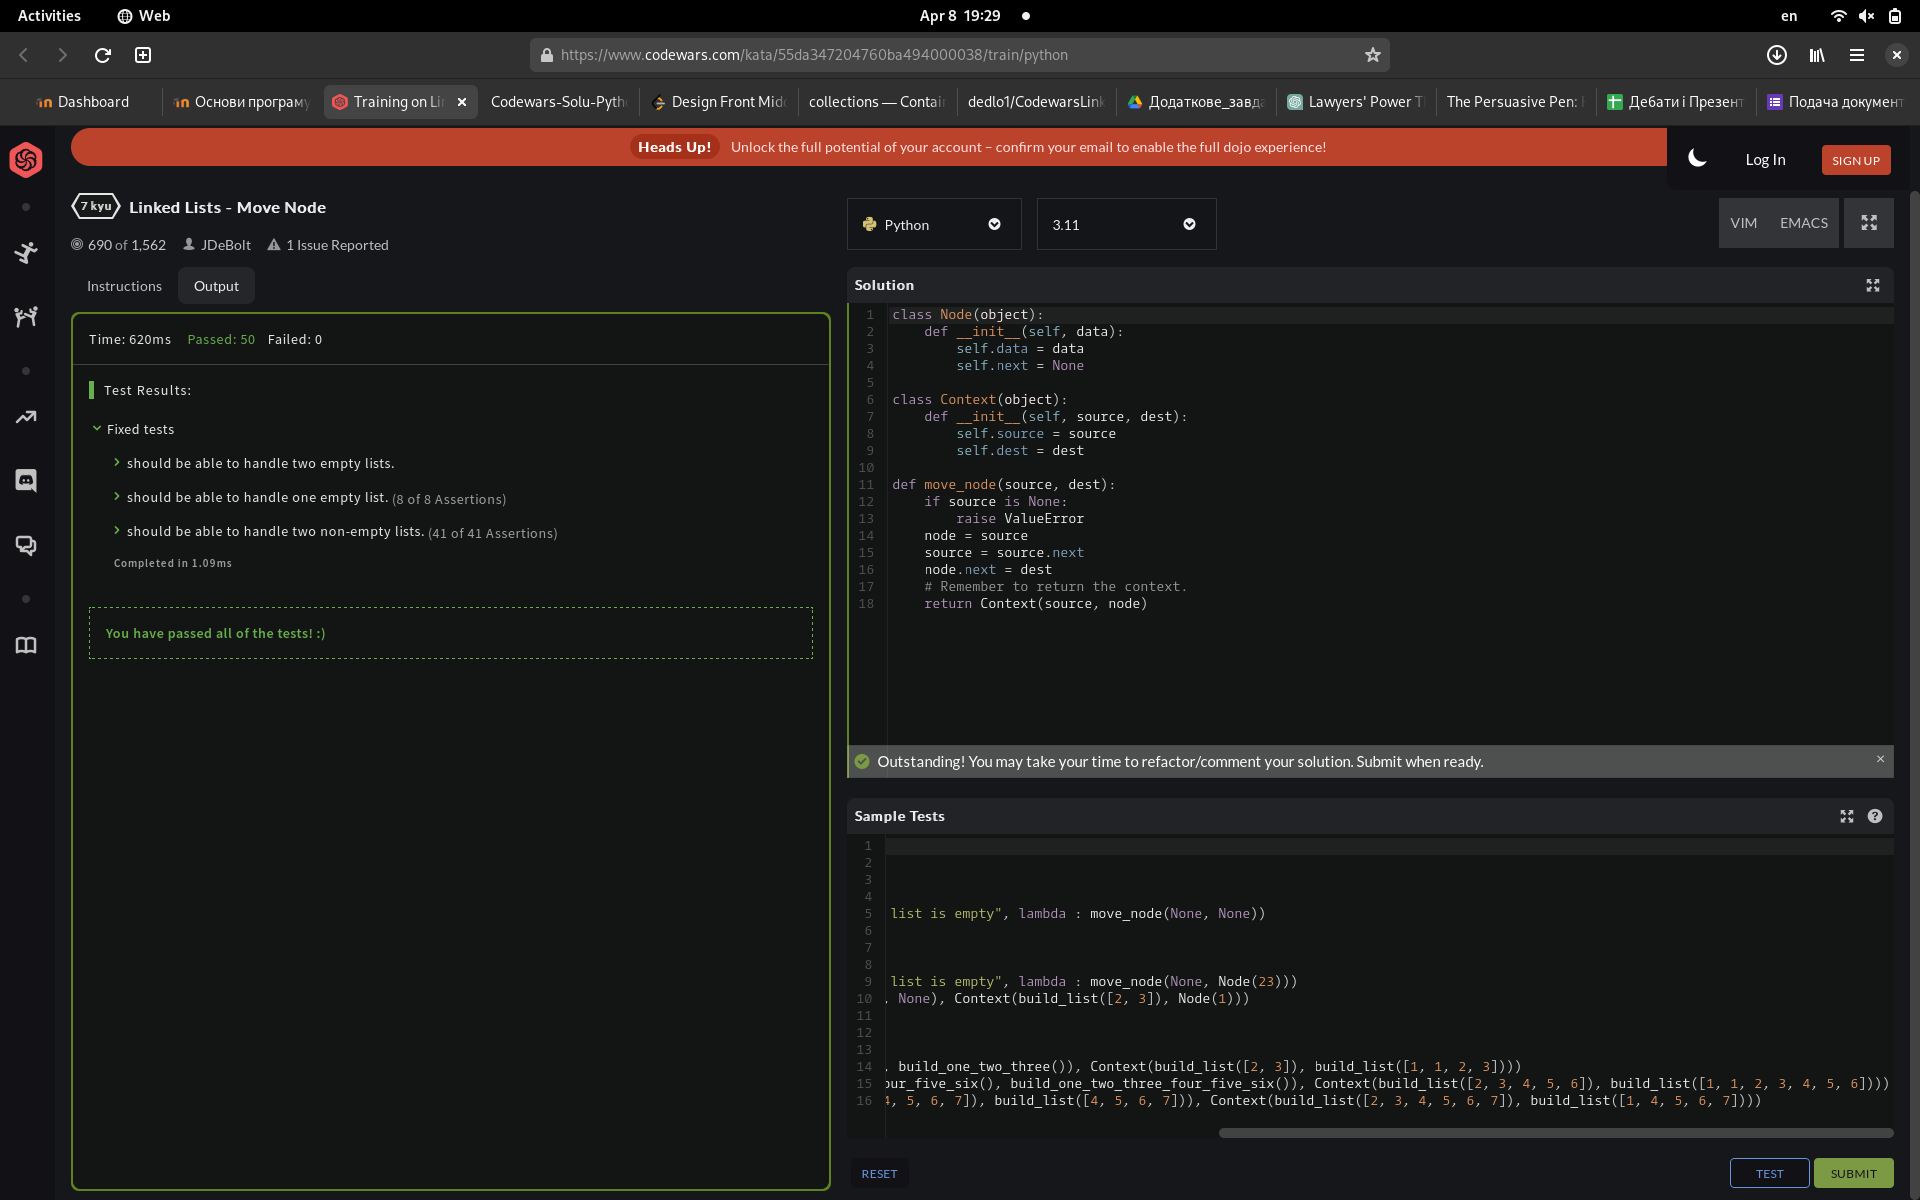 Activities
Web
Apr 8 19:29
en
https://www.codewars.com/kata/55da347204760ba494000038/train/python
Dashboard
Основи програму
Training on Li
Codewars-Solu-Pyth
Design Front Mid
collections — Contai
dedlo1/CodewarsLink
Додаткове_завда
Lawyers' Power T
The Persuasive Pen:
Дебати і Презент
Подача документ
Heads Up! Unlock the full potential of your account – confirm your email to enable the full dojo experience!
Log In
SIGN UP
7 kyu
Linked Lists - Move Node
690 of 1,562
JDeBolt
1 Issue Reported
Python
3.11
VIM
EMACS
Instructions
Output
Time: 620ms Passed: 50 Failed: 0
Test Results:
Fixed tests
should be able to handle two empty lists.
should be able to handle one empty list. (8 of 8 Assertions)
should be able to handle two non-empty lists. (41 of 41 Assertions)
Completed in 1.09ms
You have passed all of the tests! :)
Solution
1 class Node(object):
2 def __init__(self, data):
3 self.data = data
4 self.next = None
5
6 class Context(object):
7 def __init__(self, source, dest):
8 self.source = source
9 self.dest = dest
10
11 def move_node(source, dest):
12 if source is None:
13 raise ValueError
14 node = source
15 source = source.next
16 node.next = dest
17 # Remember to return the context.
18 return Context(source, node)
Outstanding! You may take your time to refactor/comment your solution. Submit when ready.
Sample Tests
1
2
3
4
5 list is empty", lambda : move_node(None, None))
6
7
8
9 list is empty", lambda : move_node(None, Node(23)))
10 , None), Context(build_list([2, 3]), Node(1)))
11
12
13
14 , build_one_two_three()), Context(build_list([2, 3]), build_list([1, 1, 2, 3])))
15 our_five_six(), build_one_two_three_four_five_six()), Context(build_list([2, 3, 4, 5, 6]), build_list([1, 1, 2, 3, 4, 5, 6])))
16 4, 5, 6, 7]), build_list([4, 5, 6, 7])), Context(build_list([2, 3, 4, 5, 6, 7]), build_list([1, 4, 5, 6, 7])))
RESET
TEST
SUBMIT